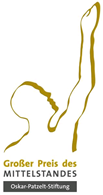 Großer Preis des
MITTELSTANDES
Oskar-Patzelt-Stiftung